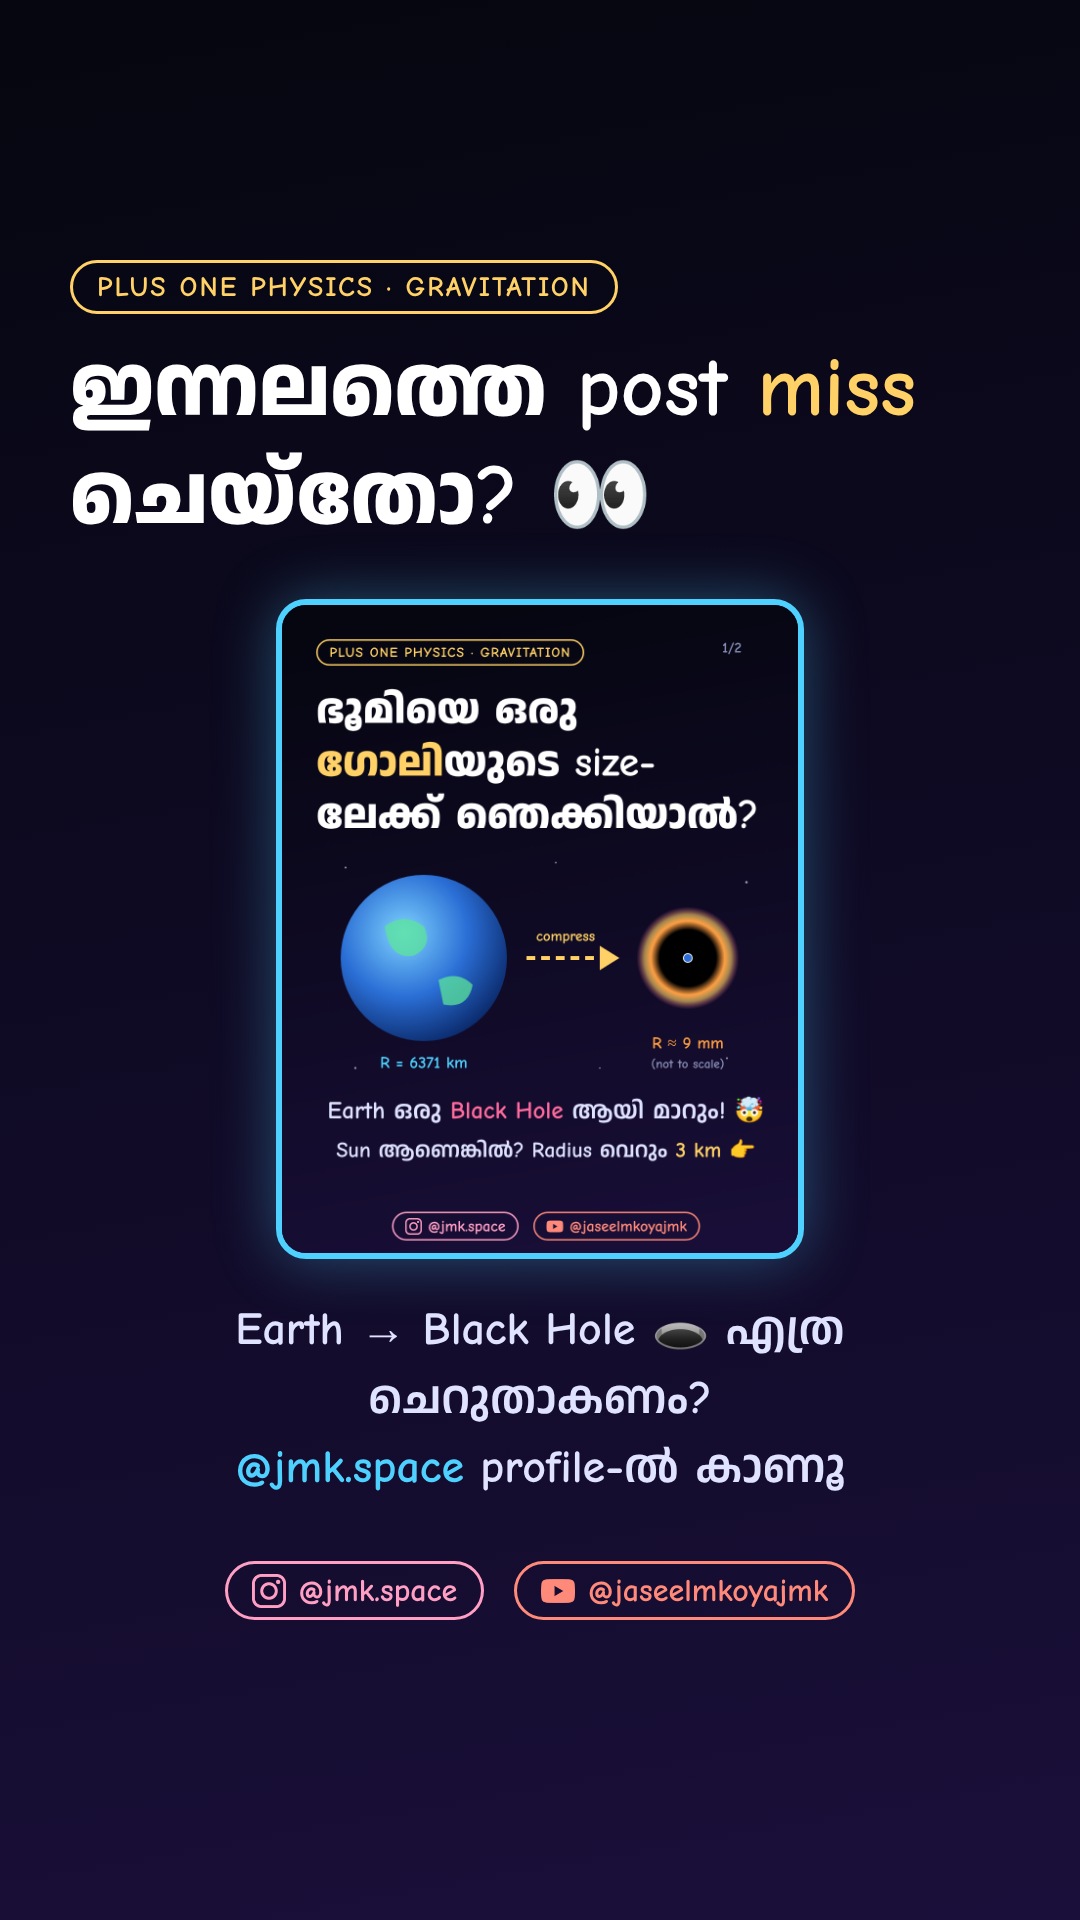 PLUS ONE PHYSICS · GRAVITATION
ഇന്നലത്തെ post miss
ചെയ്തോ? 👀
PLUS ONE PHYSICS · GRAVITATION
1/2
ഭൂമിയെ ഒരു
ഗോലിയുടെ size-
ലേക്ക് ഞെക്കിയാൽ?
compress
R = 6371 km
R ≈ 9 mm
(not to scale)
Earth ഒരു Black Hole ആയി മാറും! 🤯
Sun ആണെങ്കിൽ? Radius വെറും 3 km 👉
@jmk.space
@jaseelmkoyajmk
Earth → Black Hole 🕳️ എത്ര
ചെറുതാകണം?
@jmk.space profile-ൽ കാണൂ
@jmk.space
@jaseelmkoyajmk